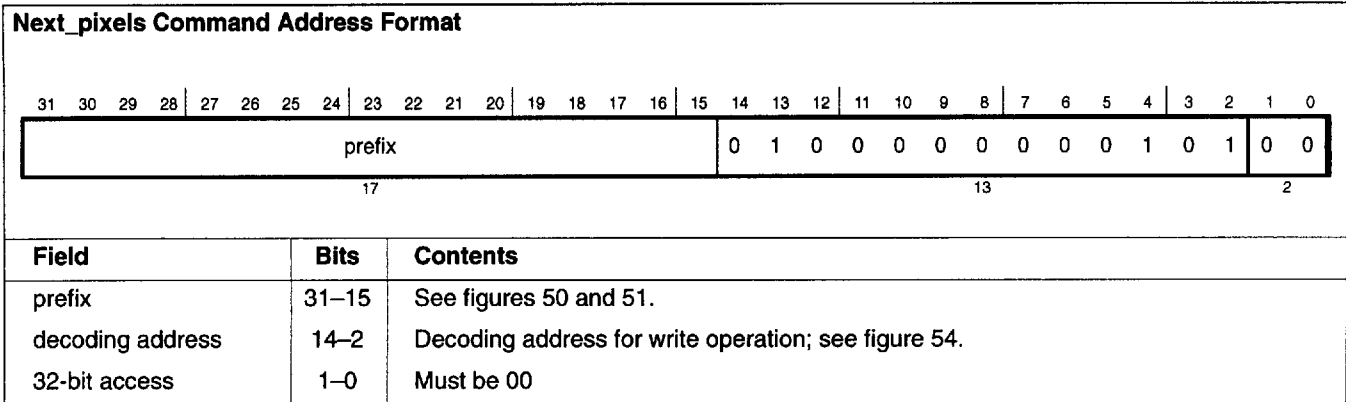 Next_pixels Command Address Format
31 30 29 28 27 26 25 24 23 22 21 20 19 18 17 16 15 14 13 12 11 10 9 8 7 6 5 4 3 2 1 0
prefix 0 1 0 0 0 0 0 0 0 0 1 0 1 0 0
17 13 2
Field Bits Contents
prefix 31–15 See figures 50 and 51.
decoding address 14–2 Decoding address for write operation; see figure 54.
32-bit access 1–0 Must be 00